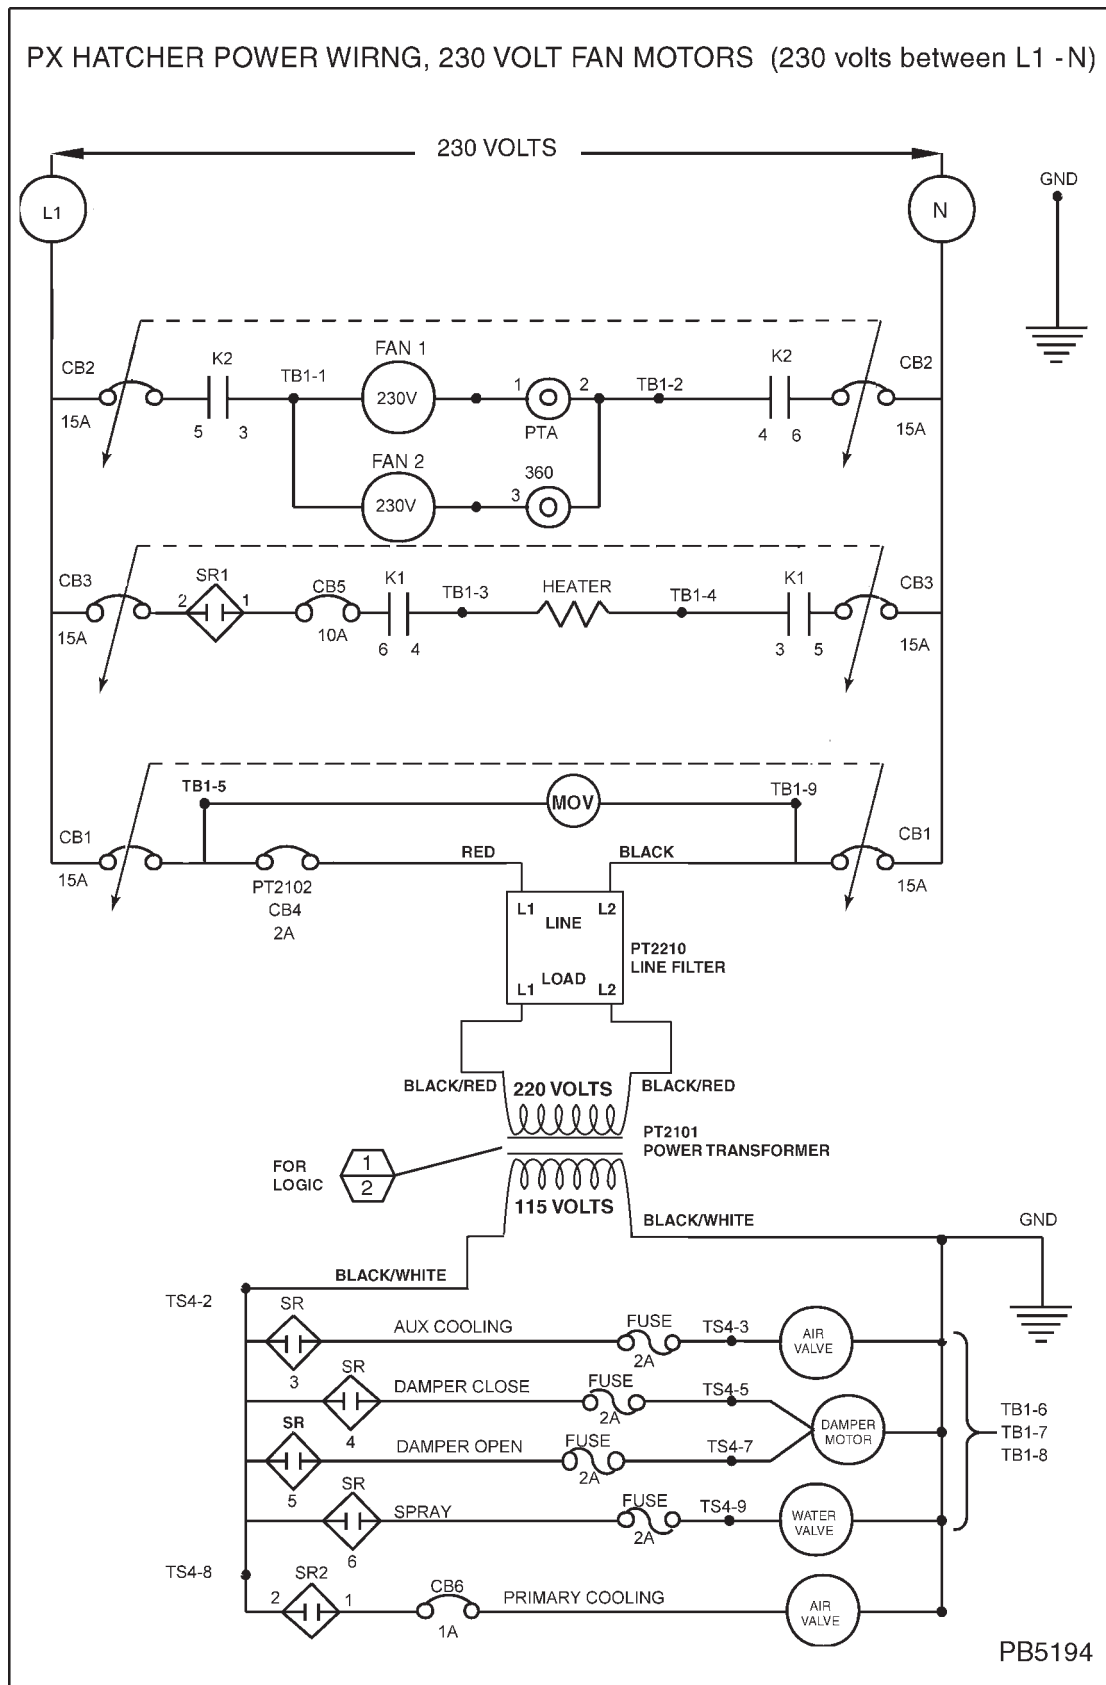 PX HATCHER POWER WIRNG, 230 VOLT FAN MOTORS (230 volts between L1 - N)
230 VOLTS
L1
N
GND
CB2
K2
TB1-1
FAN 1
230V
1
2
PTA
TB1-2
K2
CB2
15A
5
3
4
6
15A
FAN 2
230V
360
3
CB3
SR1
2
1
CB5
K1
TB1-3
HEATER
TB1-4
K1
CB3
15A
10A
6
4
3
5
15A
TB1-5
MOV
TB1-9
CB1
CB1
15A
15A
PT2102
CB4
2A
RED
BLACK
L1
L2
LINE
LOAD
L1
L2
PT2210
LINE FILTER
BLACK/RED
220 VOLTS
BLACK/RED
PT2101
POWER TRANSFORMER
FOR
LOGIC
1
2
115 VOLTS
BLACK/WHITE
GND
BLACK/WHITE
TS4-2
SR
3
AUX COOLING
FUSE
2A
TS4-3
AIR
VALVE
SR
4
DAMPER CLOSE
FUSE
2A
TS4-5
DAMPER
MOTOR
SR
5
DAMPER OPEN
FUSE
2A
TS4-7
TB1-6
TB1-7
TB1-8
SR
6
SPRAY
FUSE
2A
TS4-9
WATER
VALVE
TS4-8
SR2
2
1
CB6
1A
PRIMARY COOLING
AIR
VALVE
PB5194